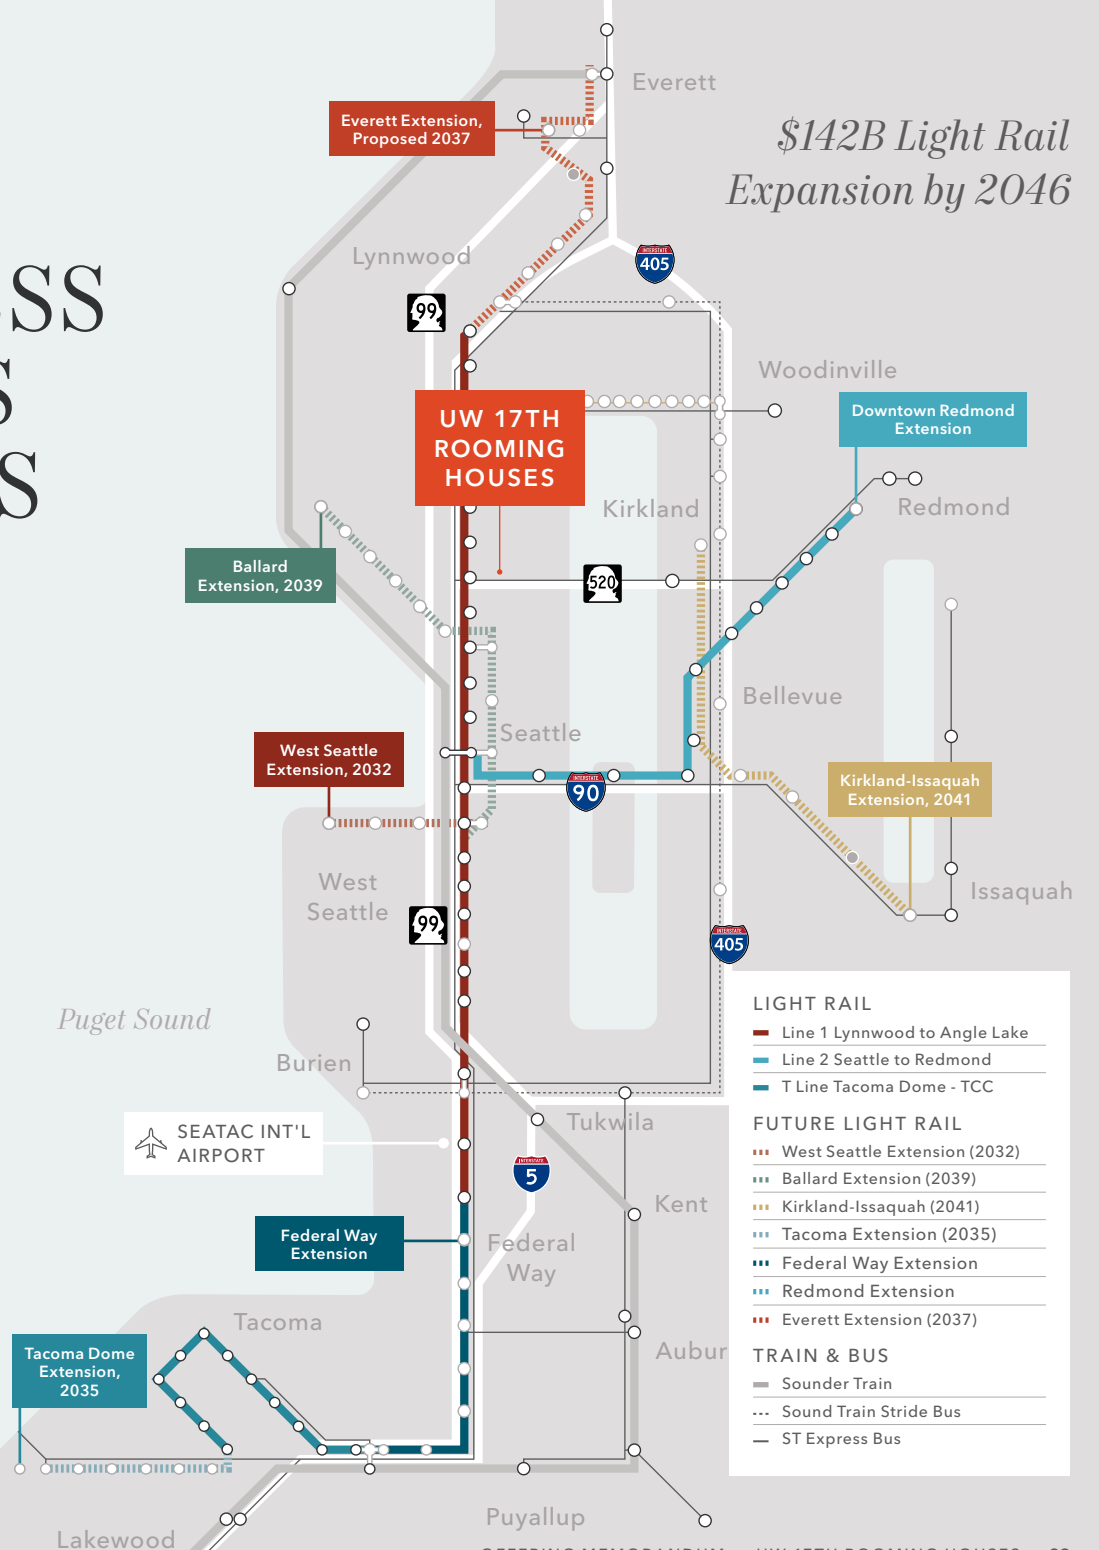 Everett
Everett Extension,
Proposed 2037
$142B Light Rail
Expansion by 2046
Lynnwood
INTERSTATE
405
SS
99
S
S
Woodinville
Downtown Redmond
Extension
UW 17TH
ROOMING
HOUSES
Kirkland
Redmond
Ballard
Extension, 2039
520
Bellevue
Seattle
West Seattle
Extension, 2032
INTERSTATE
90
Kirkland-Issaquah
Extension, 2041
West
Seattle
Issaquah
99
INTERSTATE
405
Puget Sound
Burien
Tukwila
SEATAC INT'L
AIRPORT
INTERSTATE
5
Kent
Federal Way
Extension
Federal
Way
Tacoma
Tacoma Dome
Extension,
2035
Aubur
Puyallup
Lakewood
LIGHT RAIL
Line 1 Lynnwood to Angle Lake
Line 2 Seattle to Redmond
T Line Tacoma Dome - TCC
FUTURE LIGHT RAIL
West Seattle Extension (2032)
Ballard Extension (2039)
Kirkland-Issaquah (2041)
Tacoma Extension (2035)
Federal Way Extension
Redmond Extension
Everett Extension (2037)
TRAIN & BUS
Sounder Train
Sound Train Stride Bus
ST Express Bus